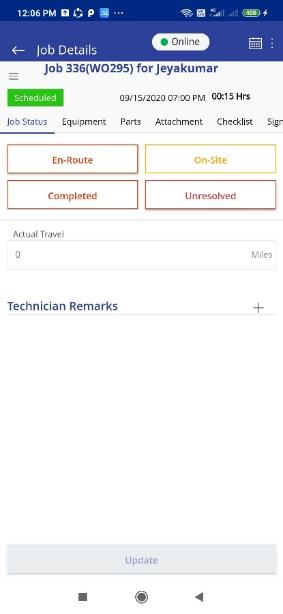 12:06 PM
Job Details
Online
Job 336(WO295) for Jeyakumar
Scheduled
09/15/2020 07:00 PM 00:15 Hrs
Job Status Equipment Parts Attachment Checklist Sign
En-Route On-Site
Completed Unresolved
Actual Travel
0 Miles
Technician Remarks
Update